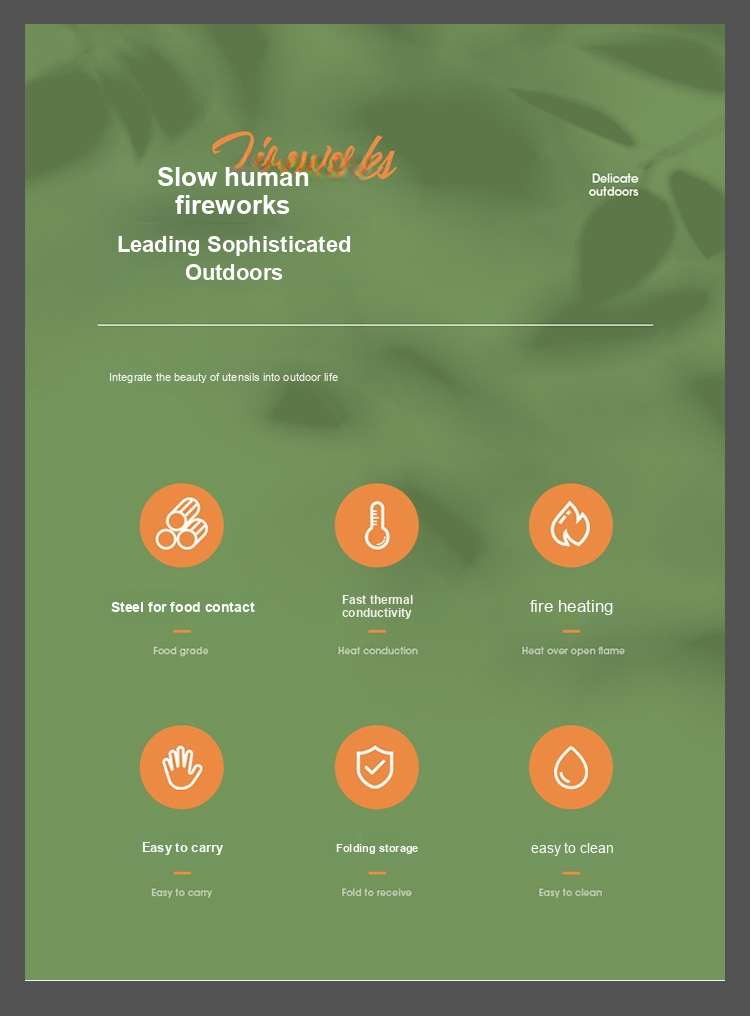 Fireworks
Slow human
fireworks
Leading Sophisticated
Outdoors
Delicate
outdoors
Integrate the beauty of utensils into outdoor life
Steel for food contact
Food grade
Fast thermal
conductivity
Heat conduction
fire heating
Heat over open flame
Easy to carry
Easy to carry
Folding storage
Fold to receive
easy to clean
Easy to clean